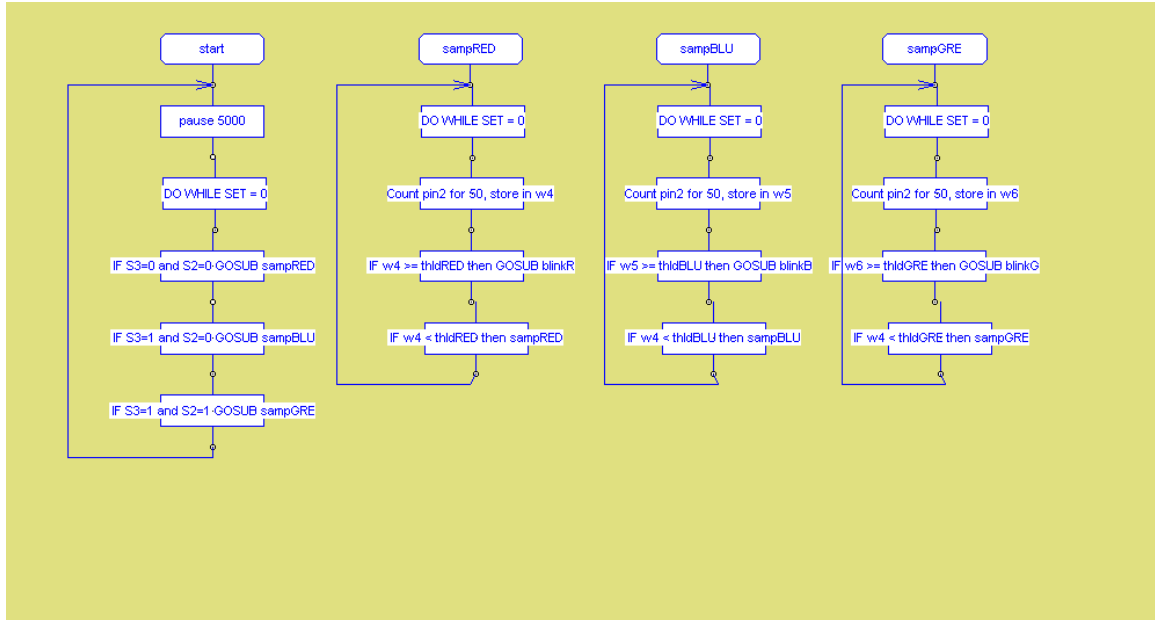 start
pause 5000
DO WHILE SET = 0
IF S3=0 and S2=0 GOSUB sampRED
IF S3=1 and S2=0 GOSUB sampBLU
IF S3=1 and S2=1 GOSUB sampGRE
sampRED
DO WHILE SET = 0
Count pin2 for 50, store in w4
IF w4 >= thldRED then GOSUB blinkR
IF w4 < thldRED then sampRED
sampBLU
DO WHILE SET = 0
Count pin2 for 50, store in w5
IF w5 >= thldBLU then GOSUB blinkB
IF w4 < thldBLU then sampBLU
sampGRE
DO WHILE SET = 0
Count pin2 for 50, store in w6
IF w6 >= thldGRE then GOSUB blinkG
IF w4 < thldGRE then sampGRE